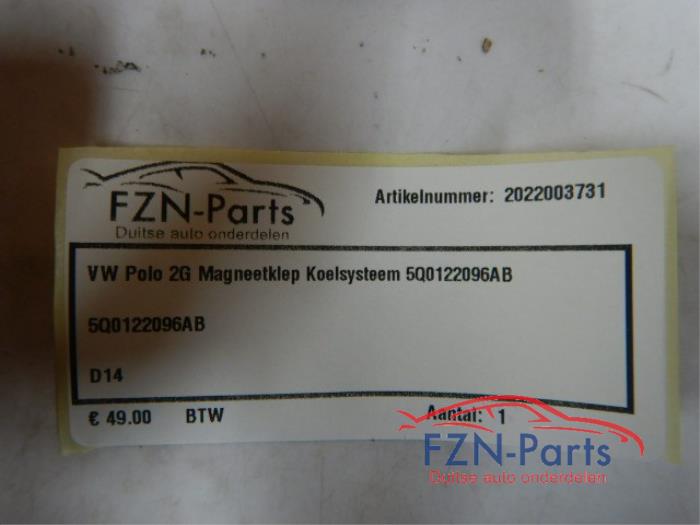 FZN-Parts
Duitse auto onderdelen
Artikelnummer: 2022003731
VW Polo 2G Magneetklep Koelsysteem 5Q0122096AB
5Q0122096AB
D14
€ 49.00 BTW Aantal: 1
FZN-Parts
Duitse auto onderdelen